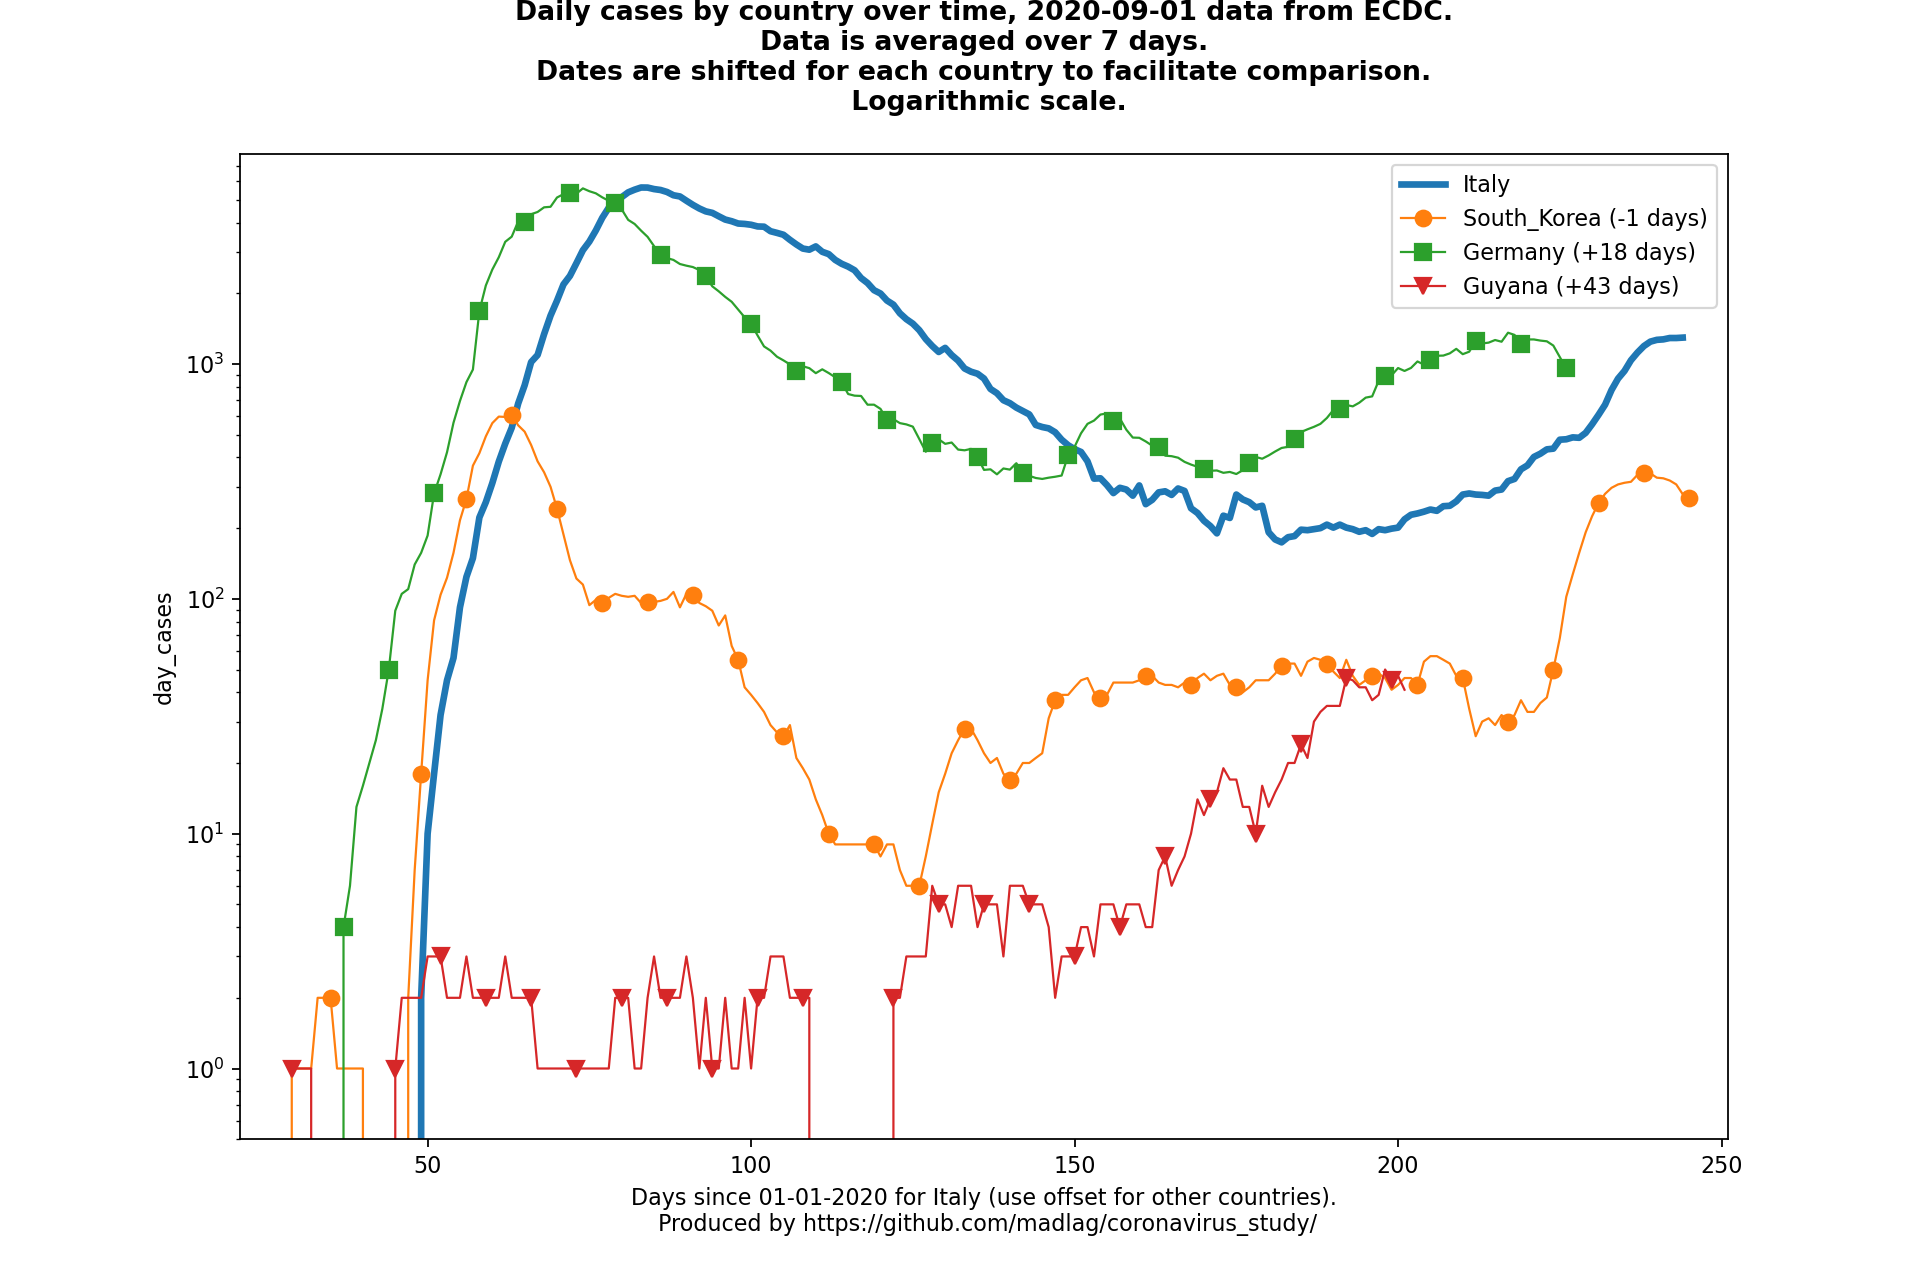 Daily cases by country over time, 2020-09-01 data from ECDC.
Data is averaged over 7 days.
Dates are shifted for each country to facilitate comparison.
Logarithmic scale.
Italy
South_Korea (-1 days)
Germany (+18 days)
Guyana (+43 days)
day_cases
10³
10²
10¹
10⁰
50
100
150
200
250
Days since 01-01-2020 for Italy (use offset for other countries).
Produced by https://github.com/madlag/coronavirus_study/